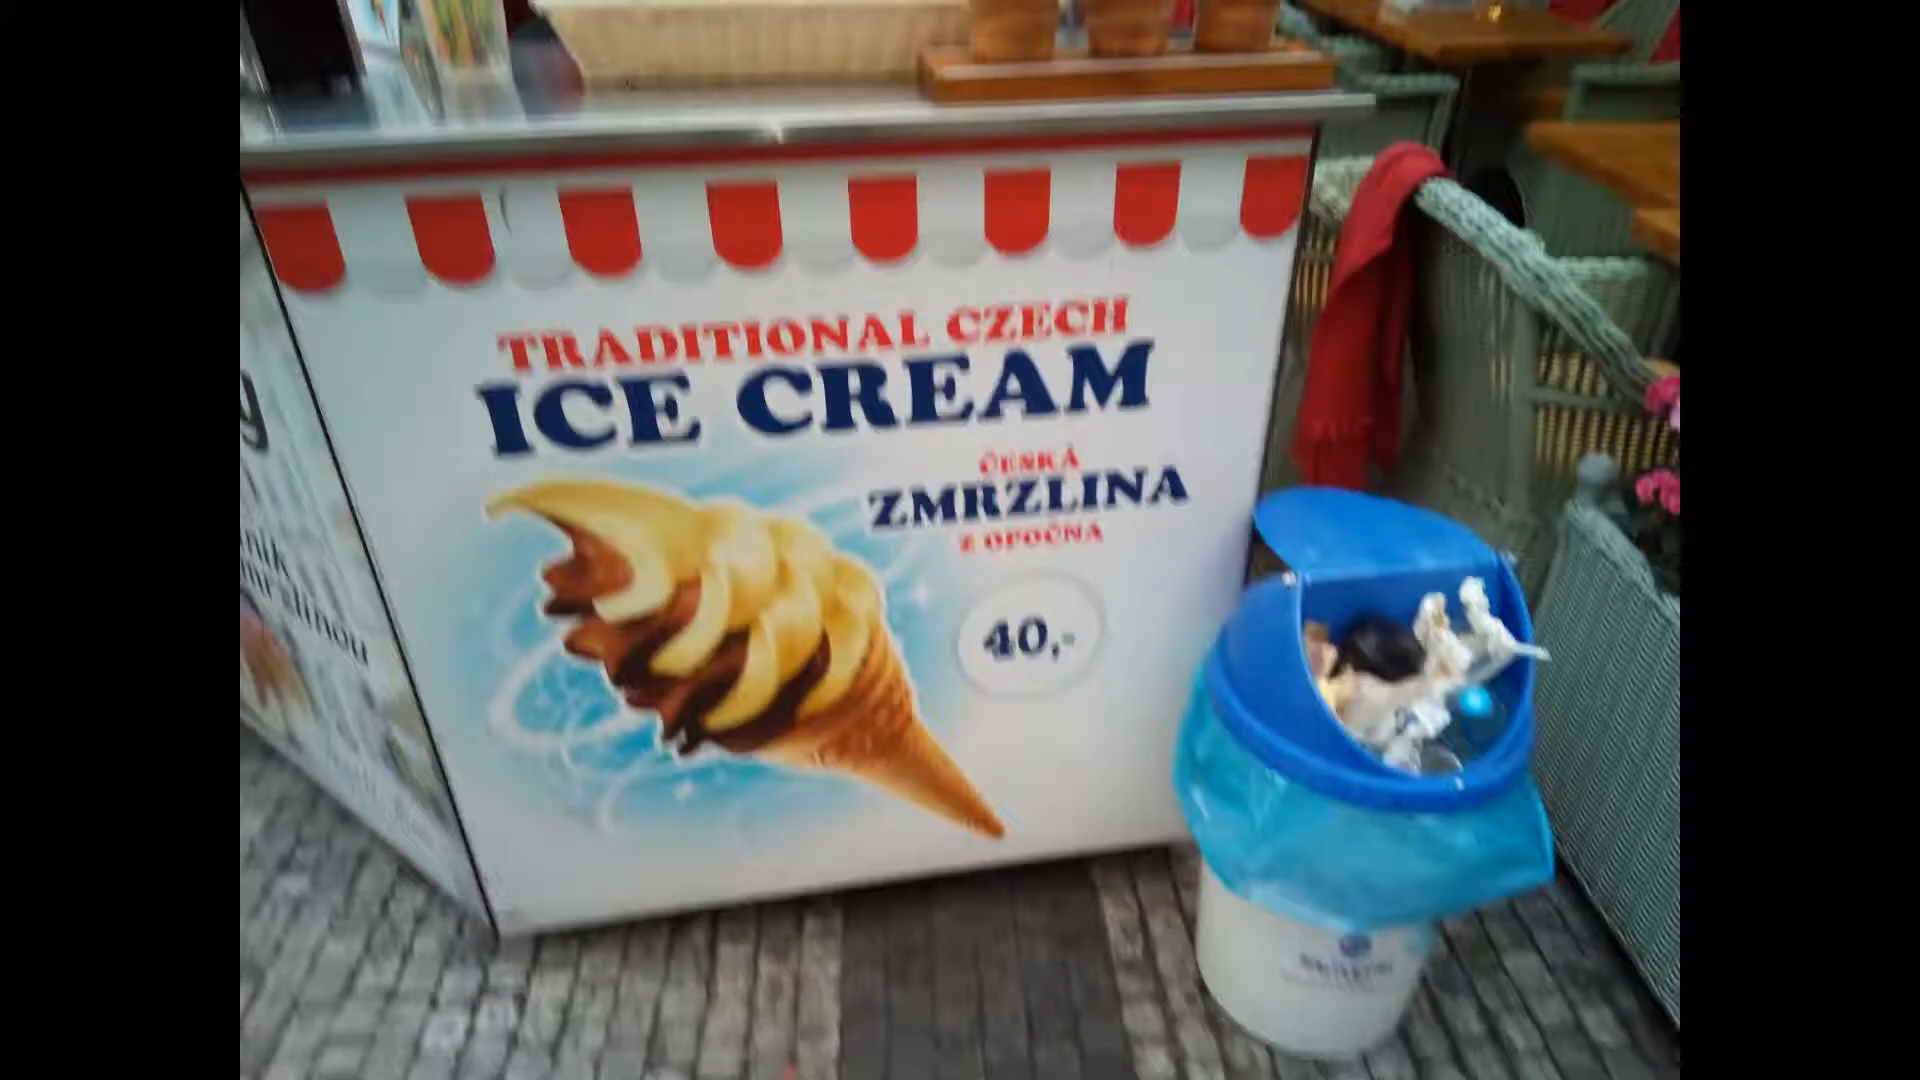 TRADITIONAL CZECH
ICE CREAM
ČESKÁ
ZMRZLINA
Z OPOČNA
40,-